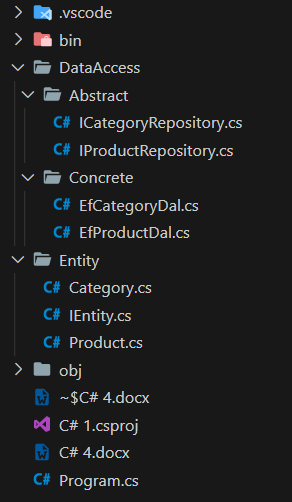 .vscode
bin
DataAccess
Abstract
C# ICategoryRepository.cs
C# IProductRepository.cs
Concrete
C# EfCategoryDal.cs
C# EfProductDal.cs
Entity
C# Category.cs
C# IEntity.cs
C# Product.cs
obj
~$C# 4.docx
C# 1.csproj
C# 4.docx
C# Program.cs